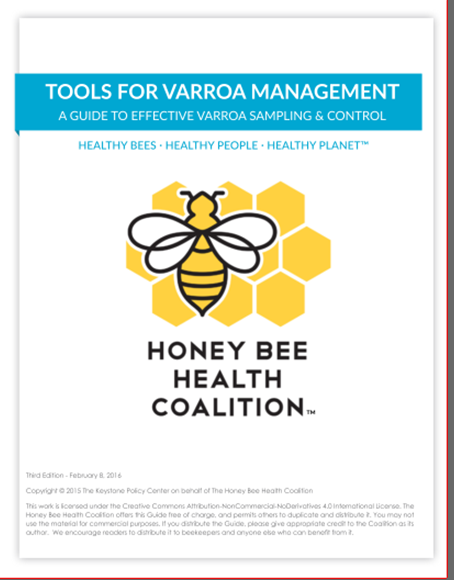 TOOLS FOR VARROA MANAGEMENT
A GUIDE TO EFFECTIVE VARROA SAMPLING & CONTROL
HEALTHY BEES · HEALTHY PEOPLE · HEALTHY PLANET™
HONEY BEE
HEALTH
COALITION™
Third Edition - February 8, 2016
Copyright © 2015 The Keystone Policy Center on behalf of The Honey Bee Health Coalition
This work is licensed under the Creative Commons Attribution-NonCommercial-NoDerivatives 4.0 International License. The
Honey Bee Health Coalition offers this Guide free of charge, and permits others to duplicate and distribute it. You may not
use the material for commercial purposes. If you distribute the Guide, please give appropriate credit to the Coalition as its
author. We encourage readers to distribute it to beekeepers and anyone else who can benefit from it.